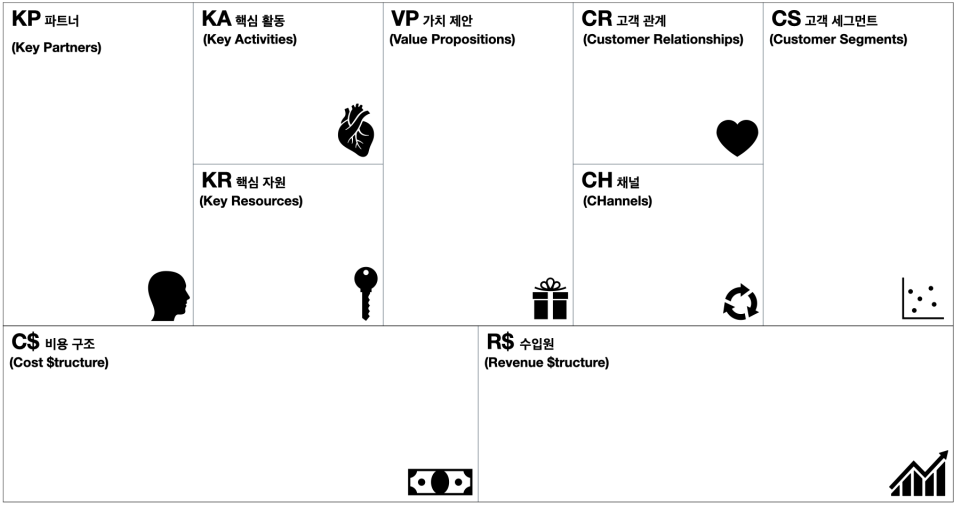 KP 파트너
(Key Partners)
KA 핵심 활동
(Key Activities)
KR 핵심 자원
(Key Resources)
VP 가치 제안
(Value Propositions)
CR 고객 관계
(Customer Relationships)
CH 채널
(CHannels)
CS 고객 세그먼트
(Customer Segments)
C$ 비용 구조
(Cost $tructure)
R$ 수입원
(Revenue $tructure)